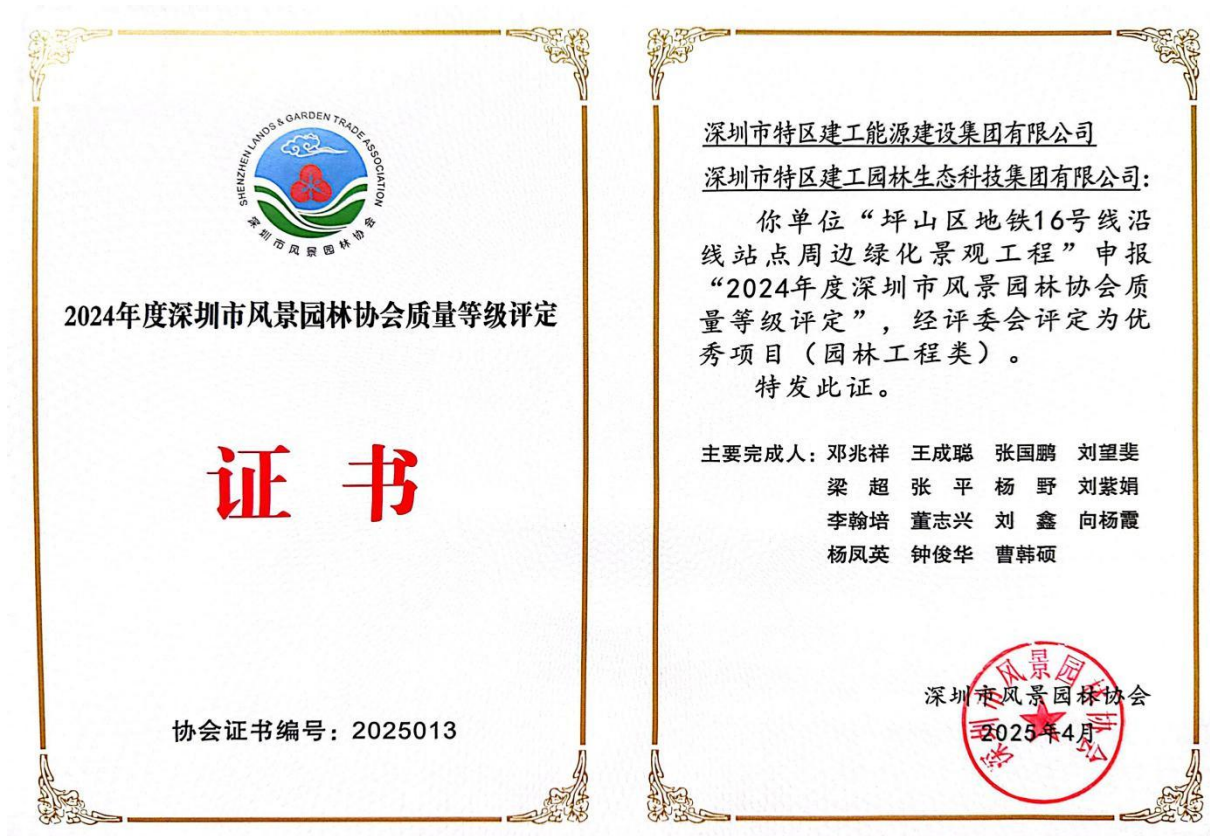 SHENZHEN LANDS & GARDEN TRADE ASSOCIATION
深圳市风景园林协会
2024年度深圳市风景园林协会质量等级评定
证书
协会证书编号：2025013
深圳市特区建工能源建设集团有限公司
深圳市特区建工园林生态科技集团有限公司：
你单位“坪山区地铁16号线沿
线站点周边绿化景观工程”申报
“2024年度深圳市风景园林协会质
量等级评定”，经评委会评定为优
秀项目（园林工程类）。
特发此证。
主要完成人：邓兆祥 王成聪 张国鹏 刘望斐
梁超 张平 杨野 刘紫娟
李翰培 董志兴 刘鑫 向杨霞
杨凤英 钟俊华 曹韩硕
深圳市风景园林协会
2025年4月
深圳市风景园林协会